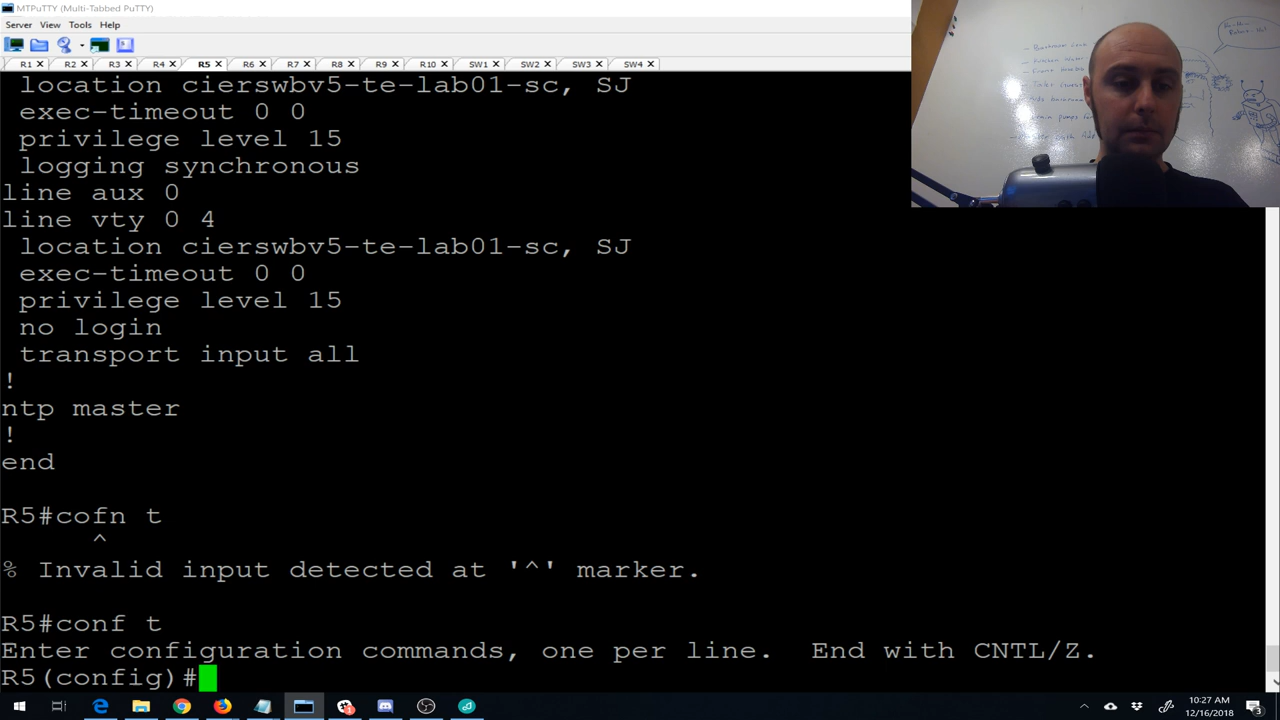 MTPuTTY (Multi-Tabbed PuTTY)
Server View Tools Help
R1 R2 R3 R4 R5 R6 R7 R8 R9 R10 SW1 SW2 SW3 SW4
location cierswbv5-te-lab01-sc, SJ
exec-timeout 0 0
privilege level 15
logging synchronous
line aux 0
line vty 0 4
location cierswbv5-te-lab01-sc, SJ
exec-timeout 0 0
privilege level 15
no login
transport input all
!
ntp master
!
end
R5#cofn t
^
% Invalid input detected at '^' marker.
R5#conf t
Enter configuration commands, one per line. End with CNTL/Z.
R5(config)#
10:27 AM
12/16/2018
3